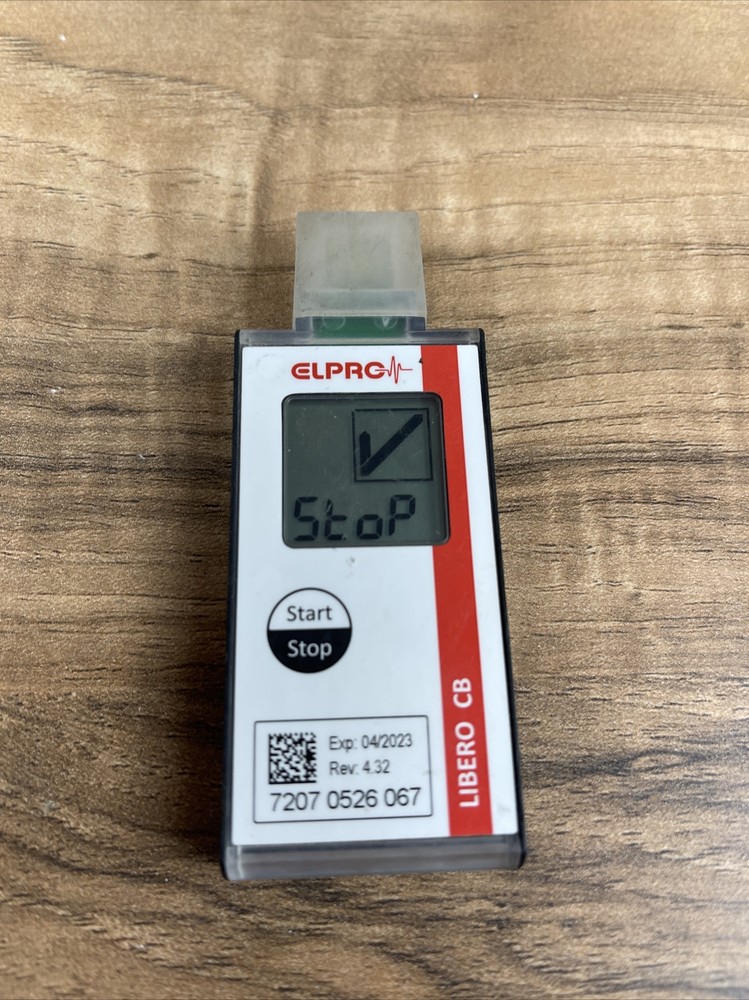 ELPRO
StoP
Start
Stop
Exp: 04/2023
Rev: 4.32
7207 0526 067
LIBERO CB